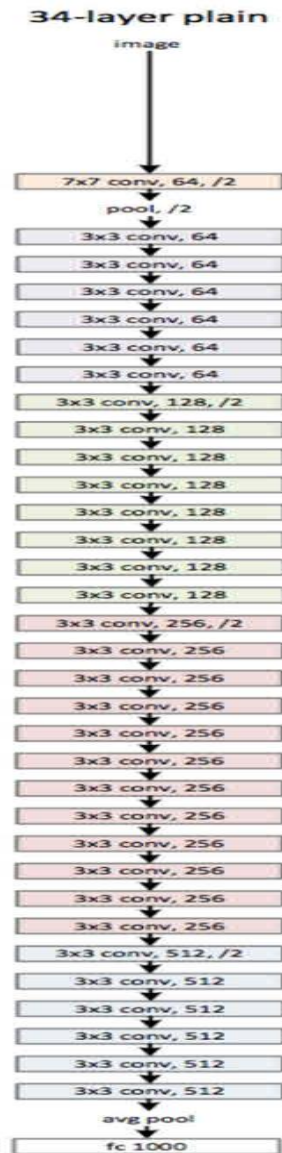 34-layer plain
image
7x7 conv, 64, /2
pool, /2
3x3 conv, 64
3x3 conv, 64
3x3 conv, 64
3x3 conv, 64
3x3 conv, 64
3x3 conv, 64
3x3 conv, 128, /2
3x3 conv, 128
3x3 conv, 128
3x3 conv, 128
3x3 conv, 128
3x3 conv, 128
3x3 conv, 128
3x3 conv, 128
3x3 conv, 256, /2
3x3 conv, 256
3x3 conv, 256
3x3 conv, 256
3x3 conv, 256
3x3 conv, 256
3x3 conv, 256
3x3 conv, 256
3x3 conv, 256
3x3 conv, 256
3x3 conv, 256
3x3 conv, 256
3x3 conv, 512, /2
3x3 conv, 512
3x3 conv, 512
3x3 conv, 512
3x3 conv, 512
3x3 conv, 512
avg pool
fc 1000